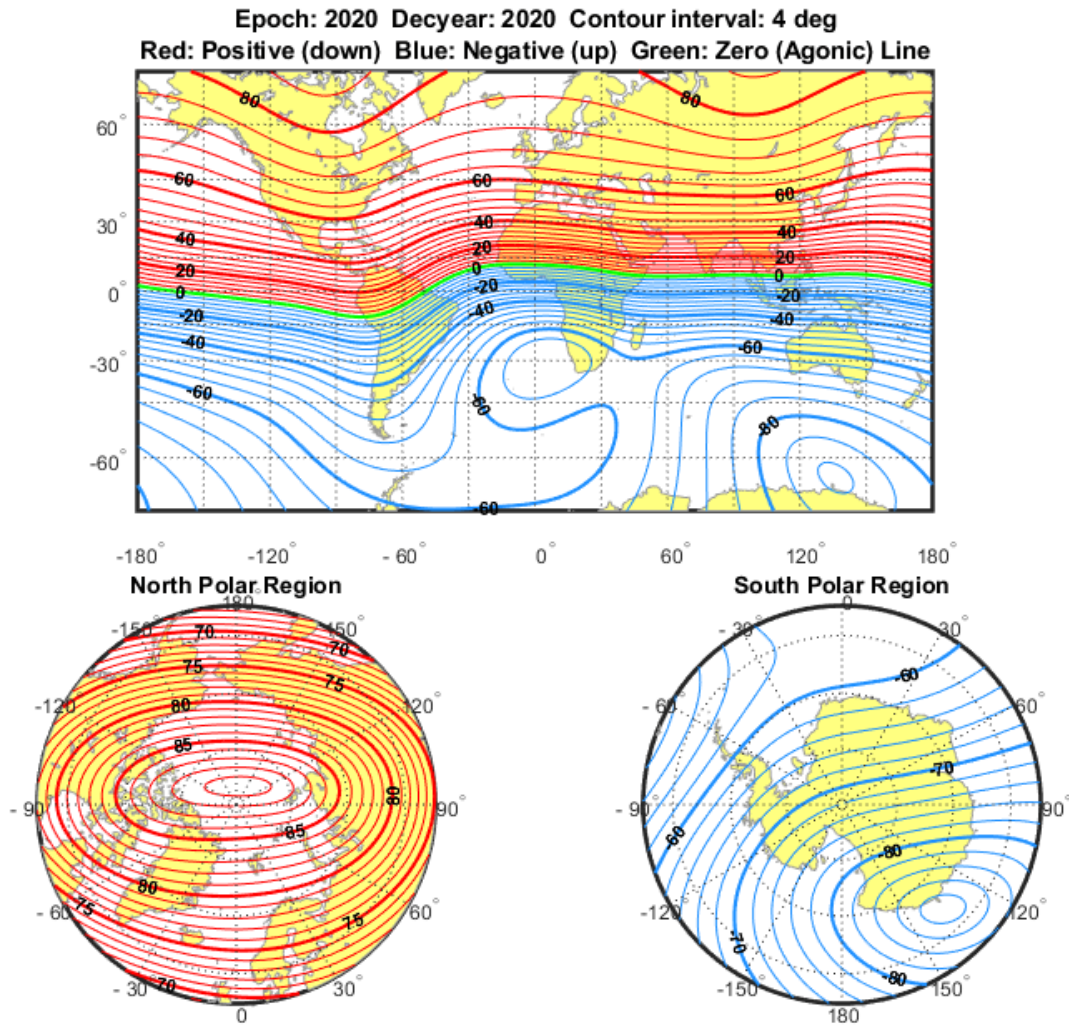 Epoch: 2020 Decyear: 2020 Contour interval: 4 deg
Red: Positive (down) Blue: Negative (up) Green: Zero (Agonic) Line
80 80
60°
60 60 60
30°
40 40 40
20 20 20
0° 0 0 0
-20 -20 -20
-40 -40 -40
-30° -60
-60 -60
-80
-60°
-60
-180° -120° - 60° 0° 60° 120° 180°
North Polar Region
180°
-150° 150°
70 70
75 75
-120° 120°
80
85
- 90° 80 90°
85
80
- 60° 75 75 60°
70
- 30° 30°
0
South Polar Region
0
- 30° 30°
-60
- 60° 60°
-70
- 90° 90°
-60
-80
-120° 120°
-70
-80
-150° 150°
180